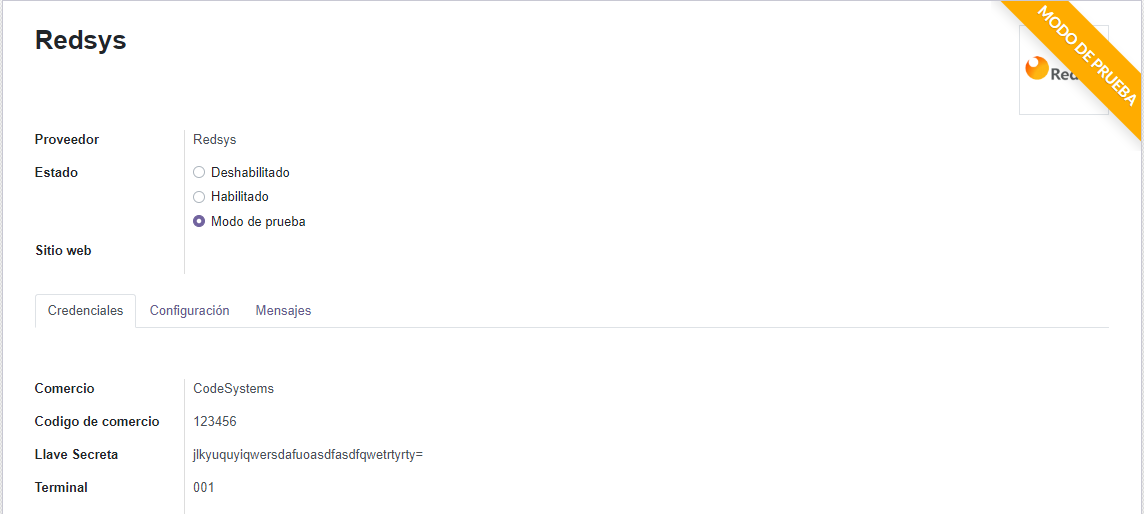 Redsys
MODO DE PRUEBA
Red
Proveedor Redsys
Estado Deshabilitado
Habilitado
Modo de prueba
Sitio web
Credenciales Configuración Mensajes
Comercio CodeSystems
Codigo de comercio 123456
Llave Secreta jlkyuquyiqwersdafuoasdfasdfqwetrtyrty=
Terminal 001